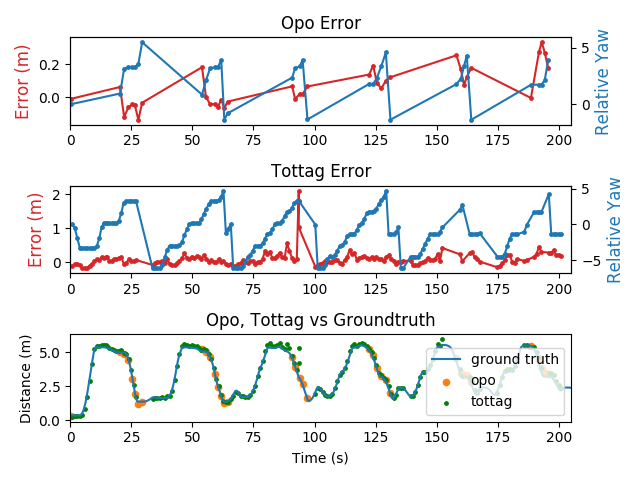 Opo Error
Error (m)
0.2
0.0
5
0
Relative Yaw
0 25 50 75 100 125 150 175 200
Tottag Error
Error (m)
2
1
0
5
0
−5
Relative Yaw
0 25 50 75 100 125 150 175 200
Opo, Tottag vs Groundtruth
Distance (m)
5.0
2.5
0.0
ground truth
opo
tottag
0 25 50 75 100 125 150 175 200
Time (s)